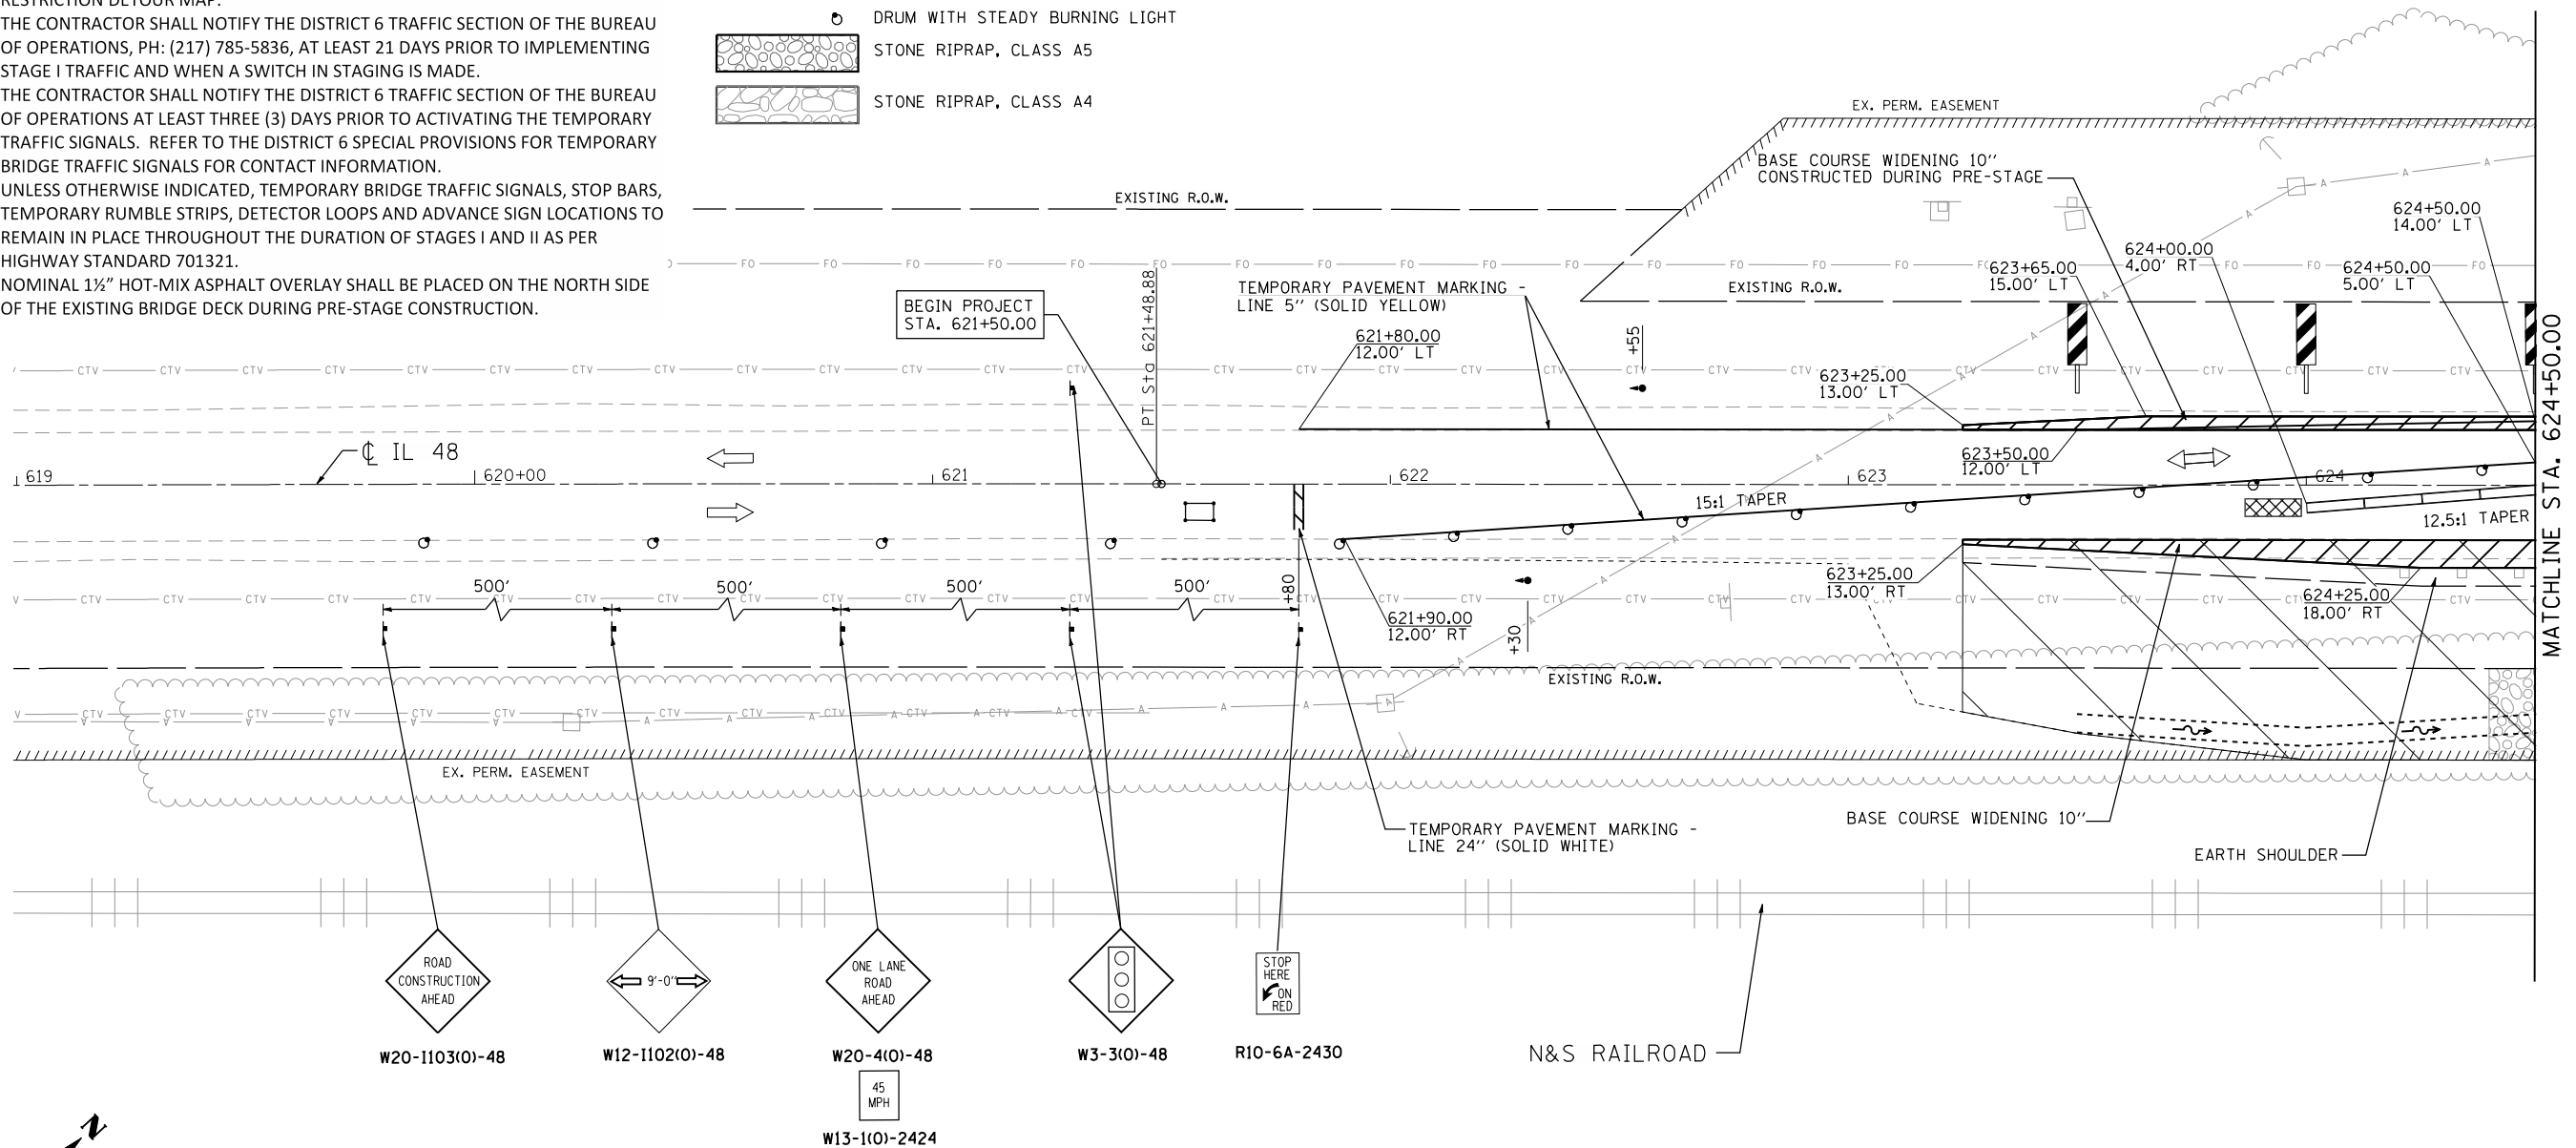 RESTRICTION DETOUR MAP.
THE CONTRACTOR SHALL NOTIFY THE DISTRICT 6 TRAFFIC SECTION OF THE BUREAU
OF OPERATIONS, PH: (217) 785-5836, AT LEAST 21 DAYS PRIOR TO IMPLEMENTING
STAGE I TRAFFIC AND WHEN A SWITCH IN STAGING IS MADE.
THE CONTRACTOR SHALL NOTIFY THE DISTRICT 6 TRAFFIC SECTION OF THE BUREAU
OF OPERATIONS AT LEAST THREE (3) DAYS PRIOR TO ACTIVATING THE TEMPORARY
TRAFFIC SIGNALS. REFER TO THE DISTRICT 6 SPECIAL PROVISIONS FOR TEMPORARY
BRIDGE TRAFFIC SIGNALS FOR CONTACT INFORMATION.
UNLESS OTHERWISE INDICATED, TEMPORARY BRIDGE TRAFFIC SIGNALS, STOP BARS,
TEMPORARY RUMBLE STRIPS, DETECTOR LOOPS AND ADVANCE SIGN LOCATIONS TO
REMAIN IN PLACE THROUGHOUT THE DURATION OF STAGES I AND II AS PER
HIGHWAY STANDARD 701321.
NOMINAL 1½" HOT-MIX ASPHALT OVERLAY SHALL BE PLACED ON THE NORTH SIDE
OF THE EXISTING BRIDGE DECK DURING PRE-STAGE CONSTRUCTION.
DRUM WITH STEADY BURNING LIGHT
STONE RIPRAP, CLASS A5
STONE RIPRAP, CLASS A4
EX. PERM. EASEMENT
BASE COURSE WIDENING 10"
CONSTRUCTED DURING PRE-STAGE
EXISTING R.O.W.
624+50.00
14.00' LT
624+00.00
4.00' RT
623+65.00
15.00' LT
624+50.00
5.00' LT
EXISTING R.O.W.
TEMPORARY PAVEMENT MARKING -
LINE 5" (SOLID YELLOW)
BEGIN PROJECT
STA. 621+50.00
PT Sta 621+48.88
621+80.00
12.00' LT
+55
623+25.00
13.00' LT
623+50.00
12.00' LT
MATCHLINE STA. 624+50.00
℄ IL 48
619
620+00
621
622
623
624
15:1 TAPER
12.5:1 TAPER
500'
500'
500'
500'
+80
621+90.00
12.00' RT
+30
623+25.00
13.00' RT
624+25.00
18.00' RT
EXISTING R.O.W.
EX. PERM. EASEMENT
TEMPORARY PAVEMENT MARKING -
LINE 24" (SOLID WHITE)
BASE COURSE WIDENING 10"
EARTH SHOULDER
ROAD
CONSTRUCTION
AHEAD
9'-0"
ONE LANE
ROAD
AHEAD
STOP
HERE
ON
RED
W20-I103(O)-48
W12-I102(O)-48
W20-4(O)-48
W3-3(O)-48
R10-6A-2430
N&S RAILROAD
45
MPH
W13-1(O)-2424
N